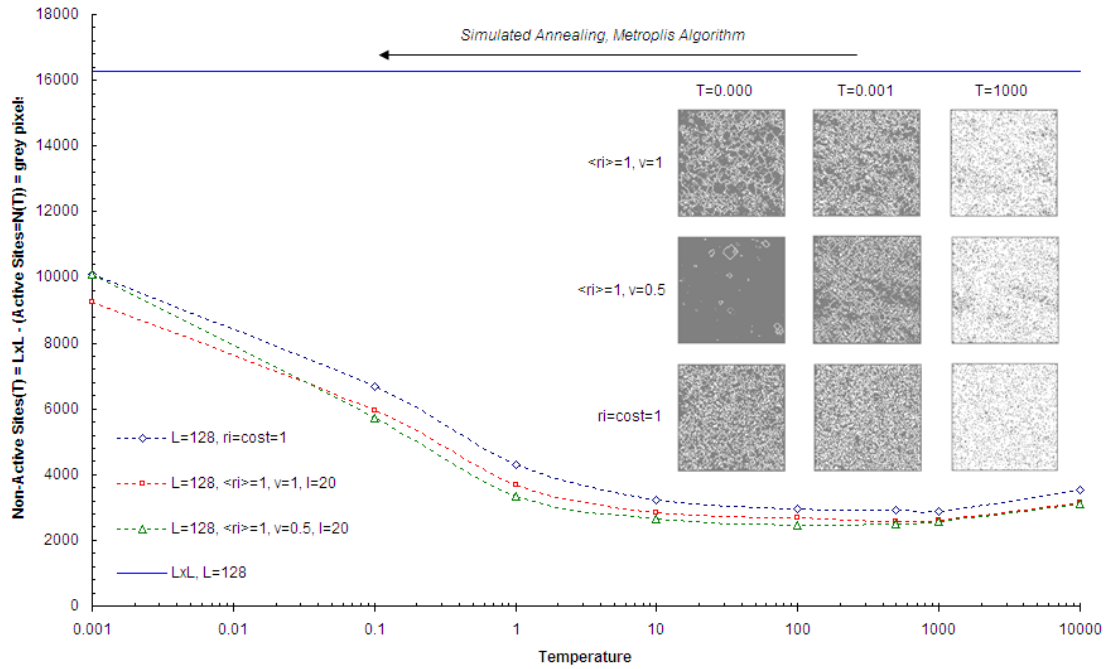 18000
16000
14000
12000
10000
8000
6000
4000
2000
0
Non-Active Sites(T) = LxL - (Active Sites=N(T)) = grey pixels
Simulated Annealing, Metroplis Algorithm
T=0.000 T=0.001 T=1000
<ri>=1, v=1
<ri>=1, v=0.5
ri=cost=1
L=128, ri=cost=1
L=128, <ri>=1, v=1, l=20
L=128, <ri>=1, v=0.5, l=20
LxL, L=128
0.001 0.01 0.1 1 10 100 1000 10000
Temperature